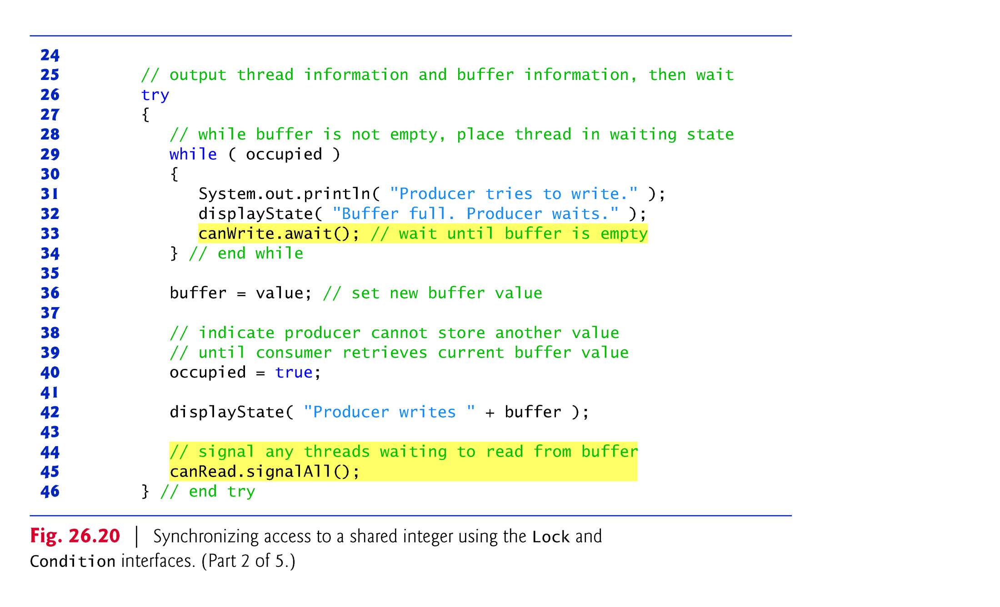 24
25 // output thread information and buffer information, then wait
26 try
27 {
28 // while buffer is not empty, place thread in waiting state
29 while ( occupied )
30 {
31 System.out.println( "Producer tries to write." );
32 displayState( "Buffer full. Producer waits." );
33 canWrite.await(); // wait until buffer is empty
34 } // end while
35
36 buffer = value; // set new buffer value
37
38 // indicate producer cannot store another value
39 // until consumer retrieves current buffer value
40 occupied = true;
41
42 displayState( "Producer writes " + buffer );
43
44 // signal any threads waiting to read from buffer
45 canRead.signalAll();
46 } // end try
Fig. 26.20 | Synchronizing access to a shared integer using the Lock and
Condition interfaces. (Part 2 of 5.)